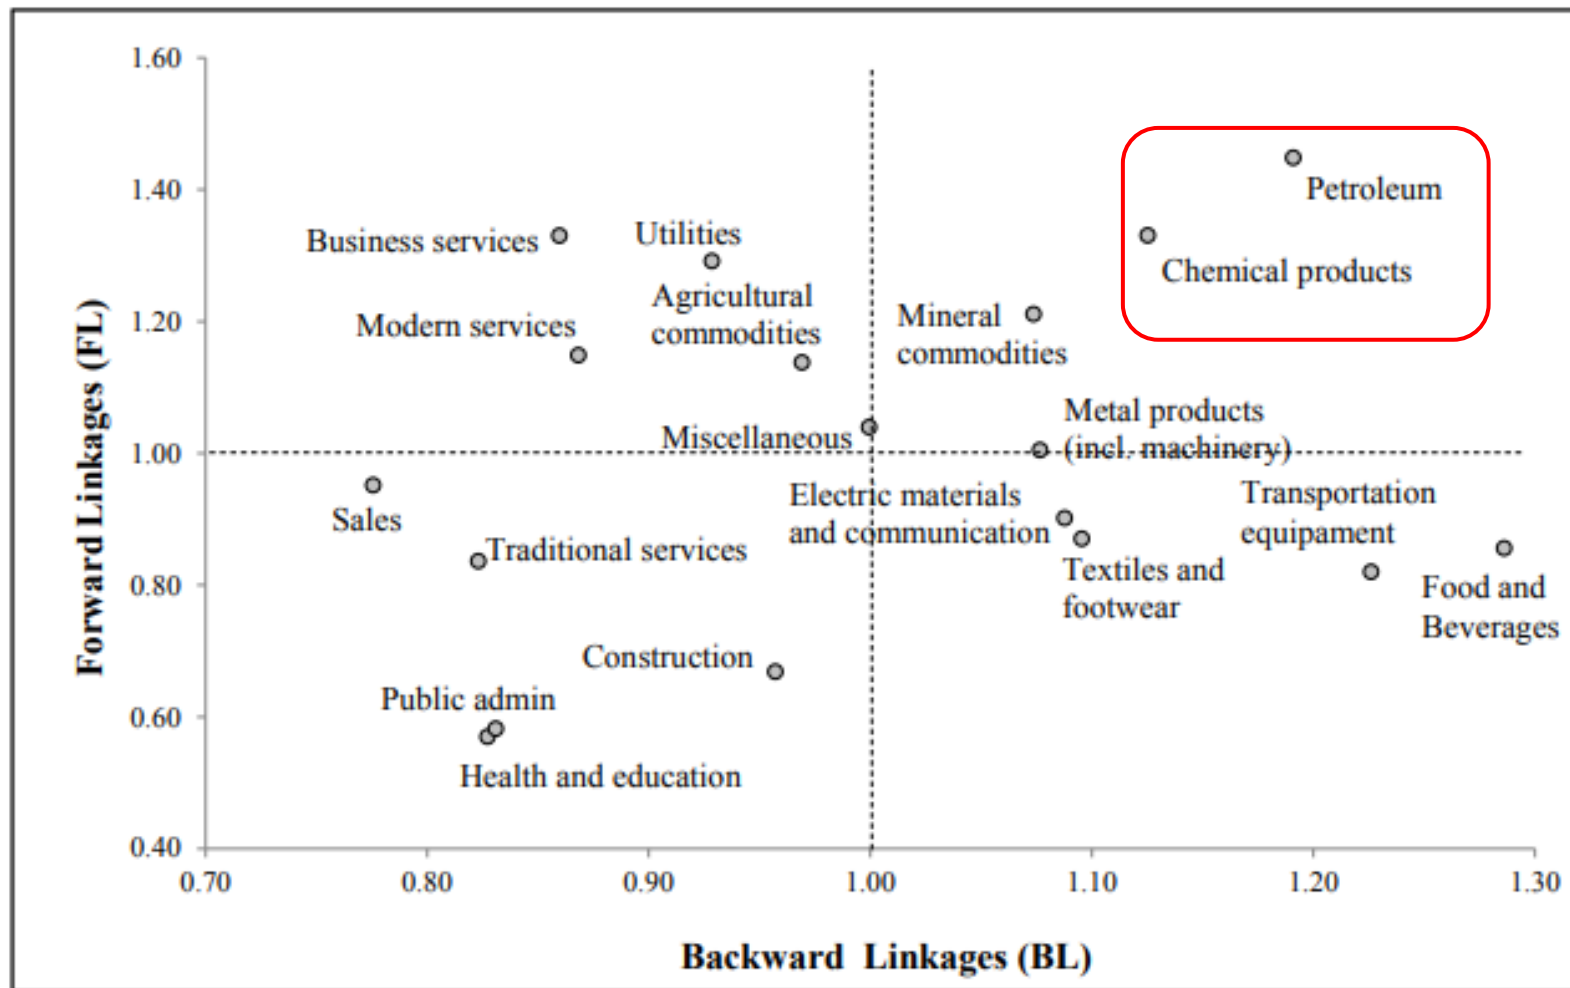 1.60
1.40
1.20
1.00
0.80
0.60
0.40
Forward Linkages (FL)
Petroleum
Chemical products
Business services
Utilities
Agricultural
commodities
Modern services
Mineral
commodities
Miscellaneous
Metal products
(incl. machinery)
Sales
Traditional services
Electric materials
and communication
Transportation
equipament
Textiles and
footwear
Food and
Beverages
Construction
Public admin
Health and education
0.70 0.80 0.90 1.00 1.10 1.20 1.30
Backward Linkages (BL)